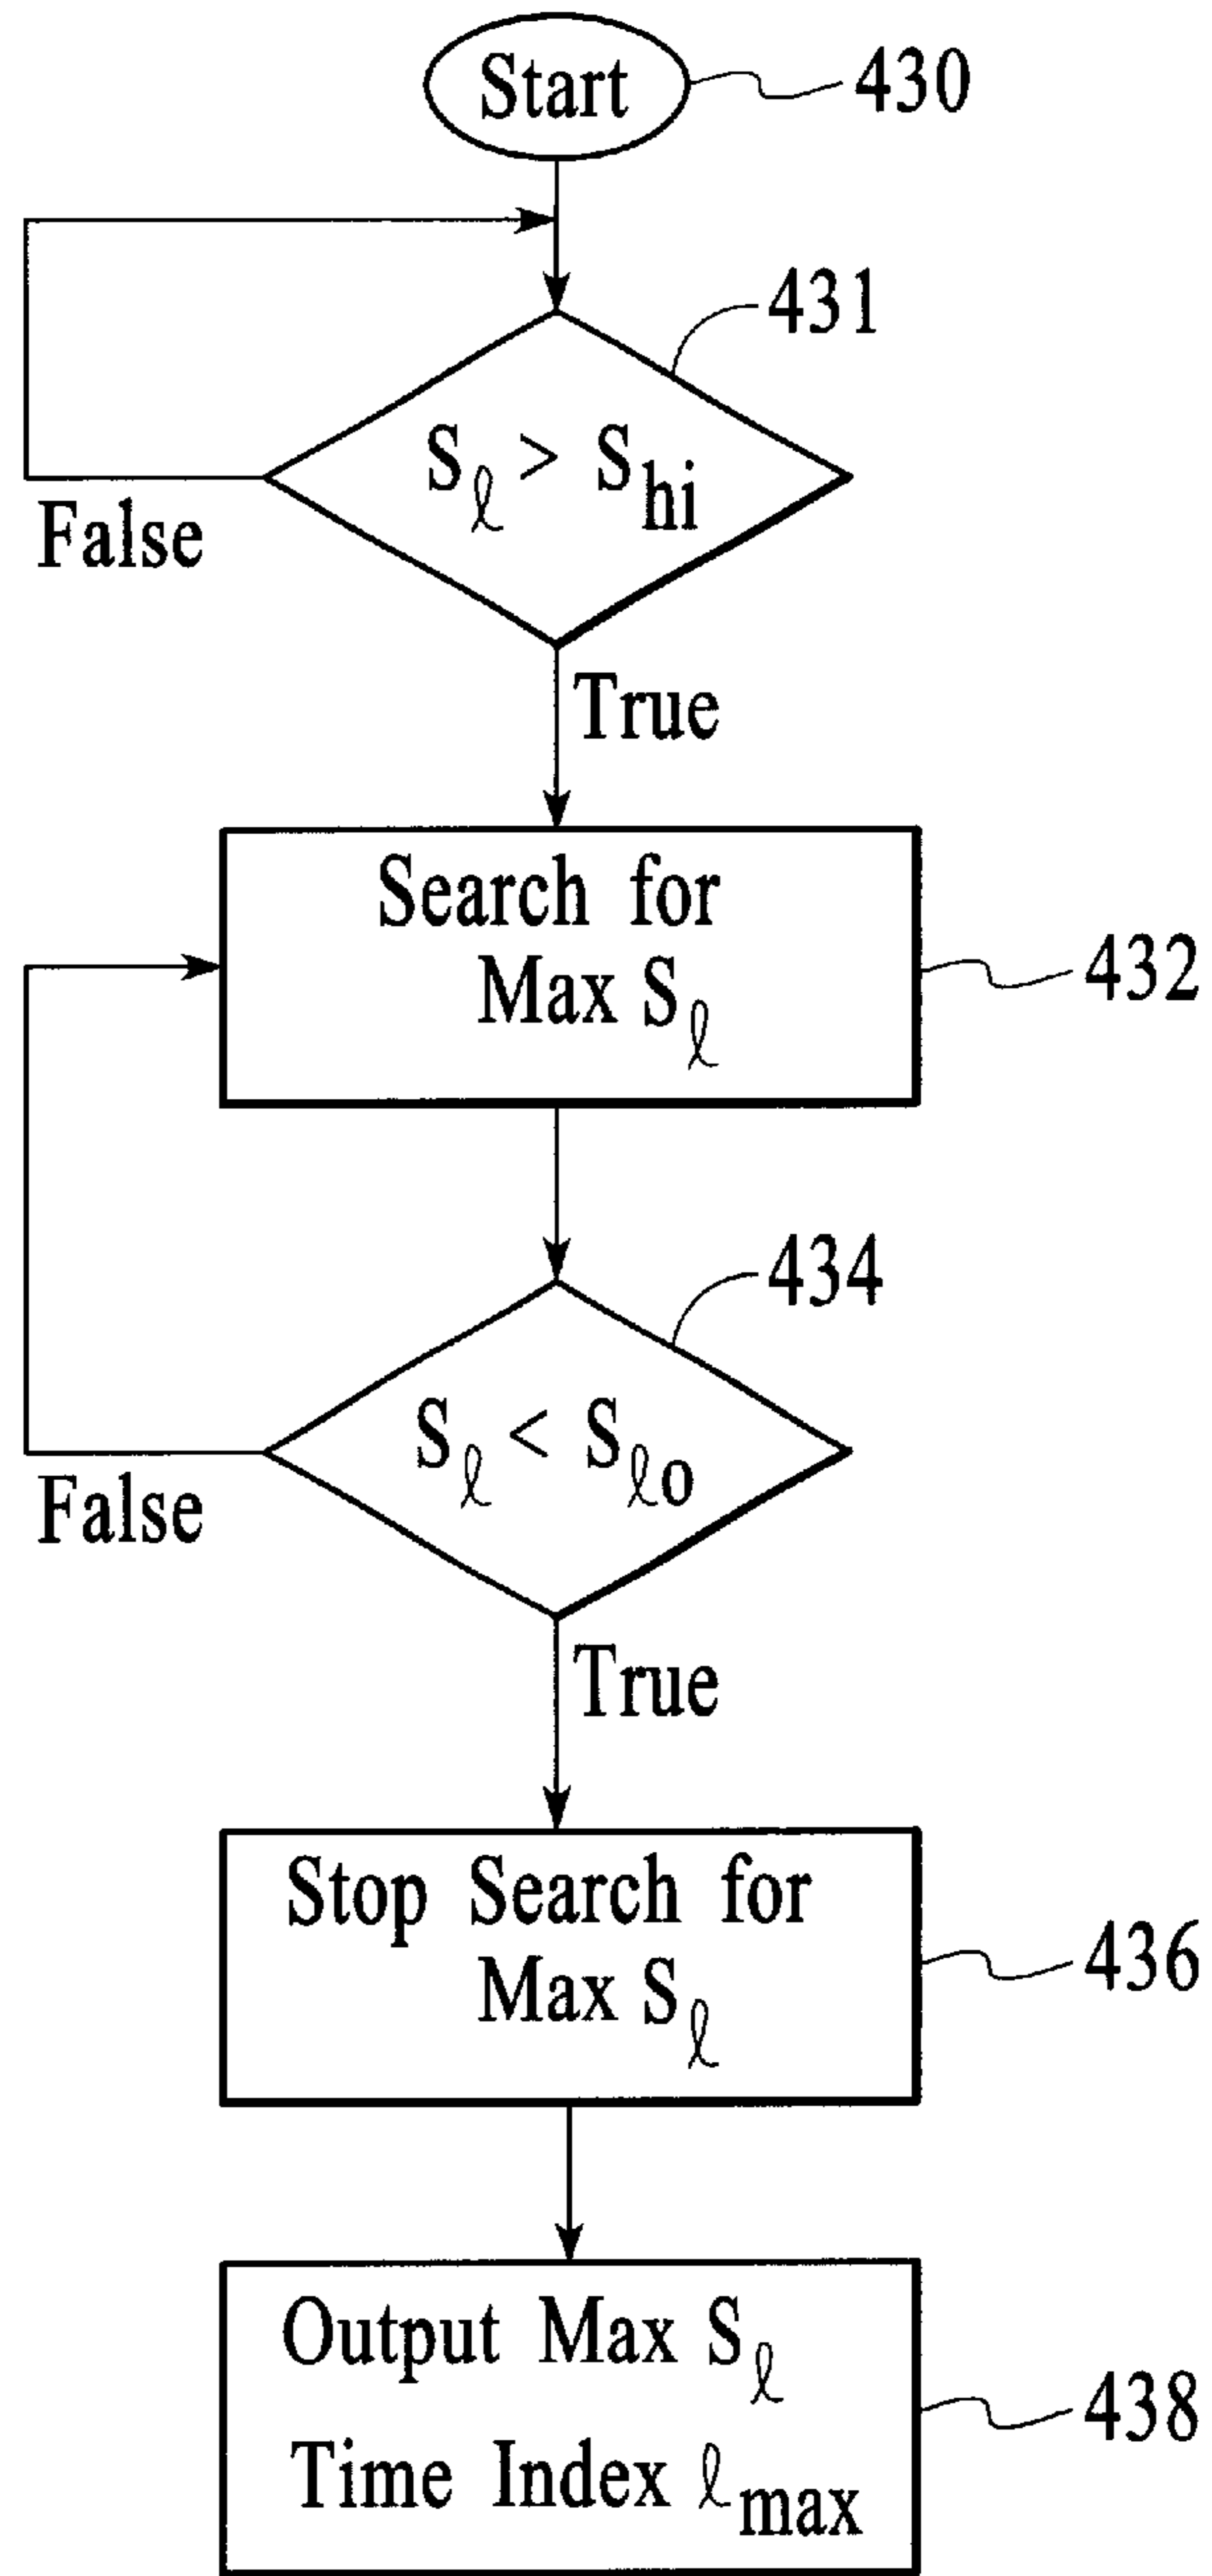 Start
430
431
S_ℓ > S_hi
False
True
Search for
Max S_ℓ
432
434
S_ℓ < S_ℓo
False
True
Stop Search for
Max S_ℓ
436
Output Max S_ℓ
Time Index ℓ_max
438